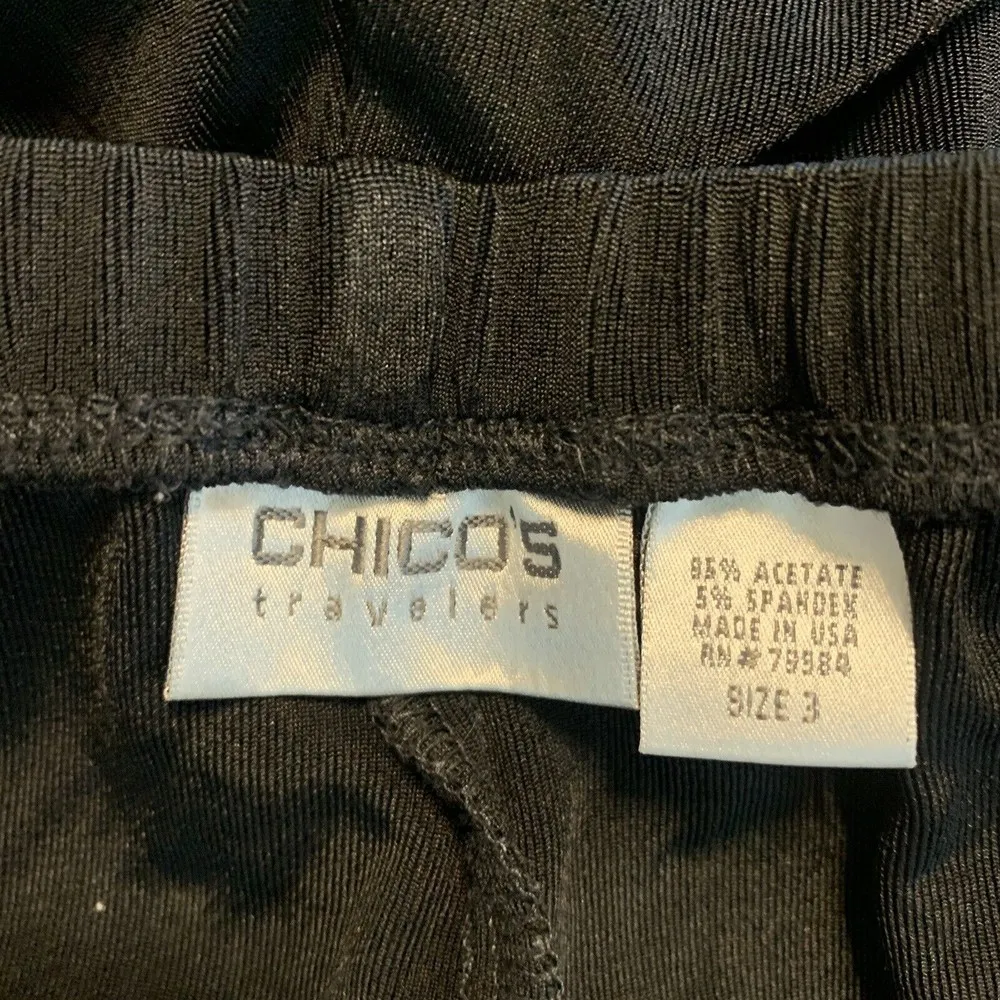 CHICO'S
travelers
95% ACETATE
5% SPANDEX
MADE IN USA
RN# 79984
SIZE 3